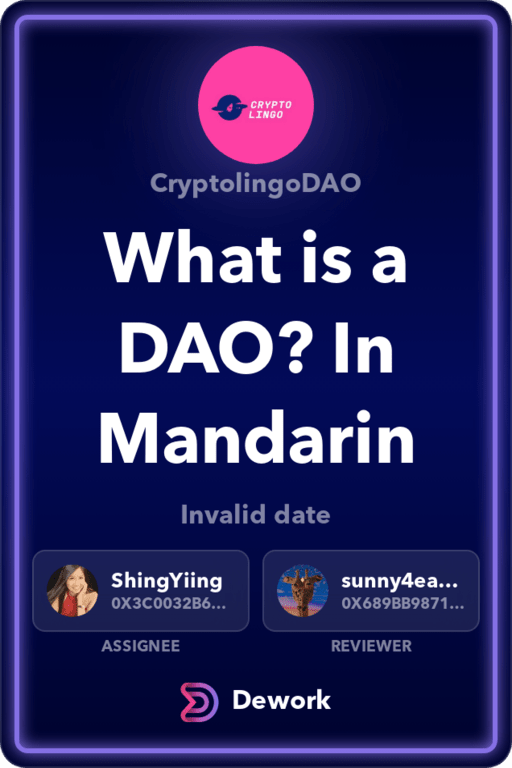 CRYPTO
LINGO
CryptolingoDAO
What is a
DAO? In
Mandarin
Invalid date
ShingYiing
0X3C0032B6...
ASSIGNEE
sunny4ea...
0X689BB9871...
REVIEWER
Dework